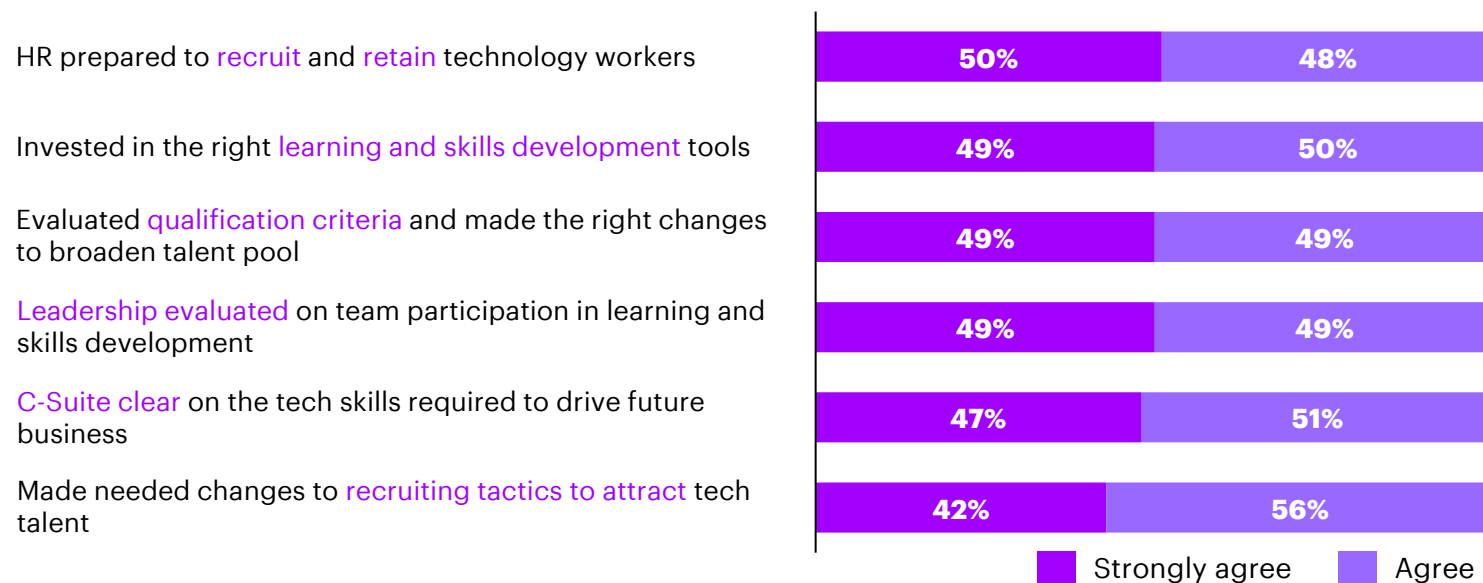 HR prepared to recruit and retain technology workers
50%
48%
Invested in the right learning and skills development tools
49%
50%
Evaluated qualification criteria and made the right changes
to broaden talent pool
49%
49%
Leadership evaluated on team participation in learning and
skills development
49%
49%
C-Suite clear on the tech skills required to drive future
business
47%
51%
Made needed changes to recruiting tactics to attract tech
talent
42%
56%
Strongly agree
Agree